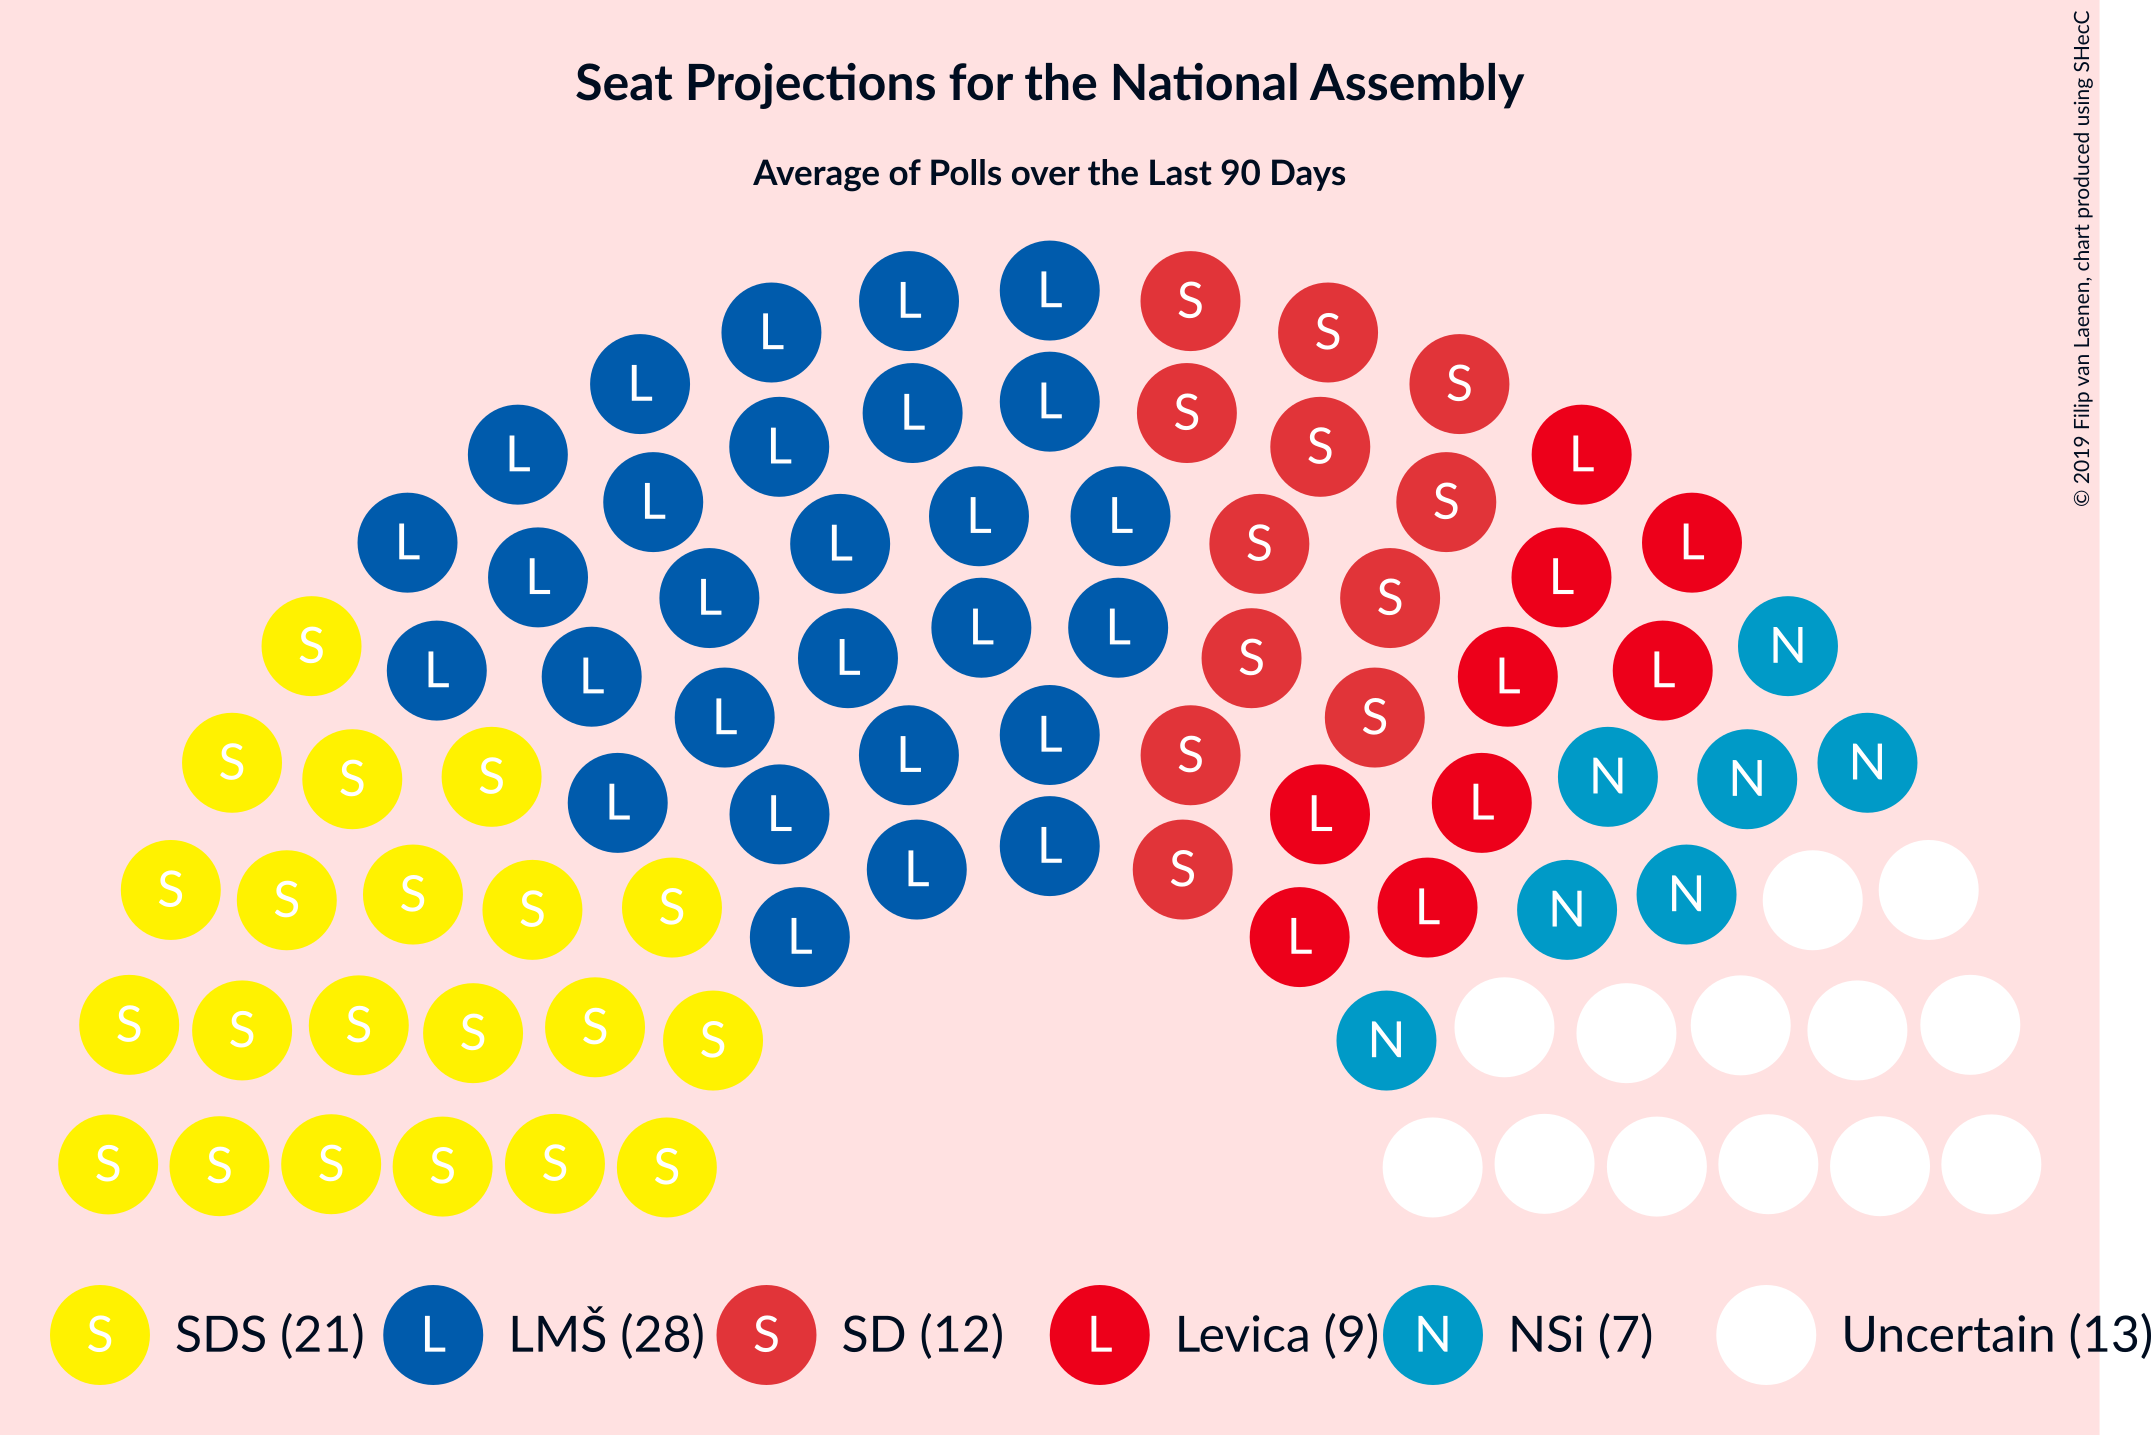 Seat Projections for the National Assembly
Average of Polls over the Last 90 Days
© 2019 Filip van Laenen, chart produced using SHecC
L L L S S
L L S
L L L S S L
L L S
L L L L S L
L L S
S L L L L S S L L N
L L L S L
S S S L L L S L N N N
L L S L L
S S S S S L L L S L L N N
S S S S S S N
S S S S S S
S SDS (21) L LMŠ (28) S SD (12) L Levica (9) N NSi (7) Uncertain (13)